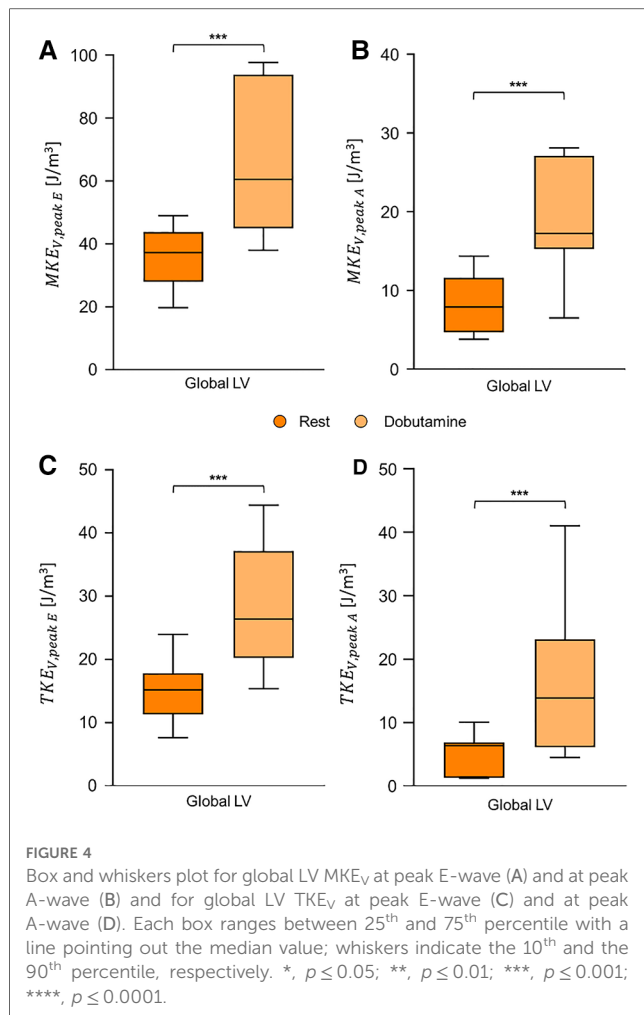 A
***
100
80
60
40
20
0
MKE_V,peak E [J/m³]
Global LV
B
***
40
30
20
10
0
MKE_V,peak A [J/m³]
Global LV
Rest Dobutamine
C
***
50
40
30
20
10
0
TKE_V,peak E [J/m³]
Global LV
D
***
50
40
30
20
10
0
TKE_V,peak A [J/m³]
Global LV
FIGURE 4
Box and whiskers plot for global LV MKE_V at peak E-wave (A) and at peak
A-wave (B) and for global LV TKE_V at peak E-wave (C) and at peak
A-wave (D). Each box ranges between 25th and 75th percentile with a
line pointing out the median value; whiskers indicate the 10th and the
90th percentile, respectively. *, p ≤ 0.05; **, p ≤ 0.01; ***, p ≤ 0.001;
****, p ≤ 0.0001.